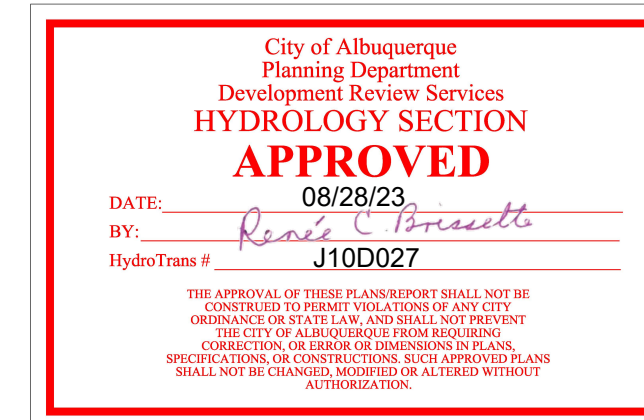 City of Albuquerque
Planning Department
Development Review Services
HYDROLOGY SECTION
APPROVED
DATE: 08/28/23
BY: Renée C. Brissette
HydroTrans # J10D027
THE APPROVAL OF THESE PLANS/REPORT SHALL NOT BE
CONSTRUED TO PERMIT VIOLATIONS OF ANY CITY
ORDINANCE OR STATE LAW, AND SHALL NOT PREVENT
THE CITY OF ALBUQUERQUE FROM REQUIRING
CORRECTION, OR ERROR OR DIMENSIONS IN PLANS,
SPECIFICATIONS, OR CONSTRUCTIONS. SUCH APPROVED PLANS
SHALL NOT BE CHANGED, MODIFIED OR ALTERED WITHOUT
AUTHORIZATION.